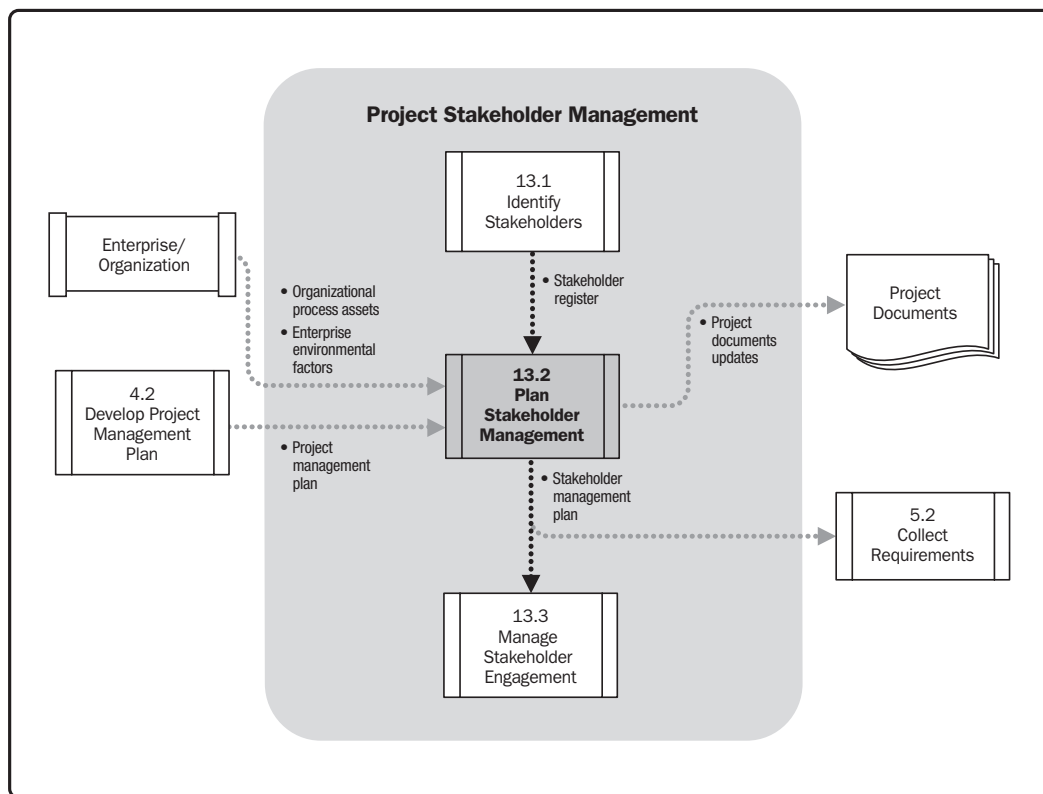 Project Stakeholder Management
13.1
Identify
Stakeholders
Enterprise/
Organization
• Organizational
process assets
• Enterprise
environmental
factors
• Stakeholder
register
• Project
documents
updates
Project
Documents
4.2
Develop Project
Management
Plan
• Project
management
plan
13.2
Plan
Stakeholder
Management
• Stakeholder
management
plan
5.2
Collect
Requirements
13.3
Manage
Stakeholder
Engagement